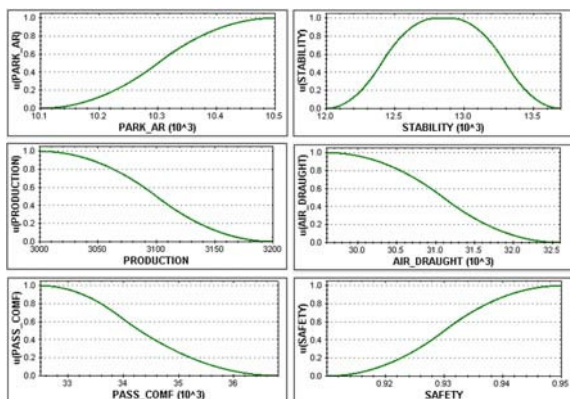 u(PARK_AR)
1.0
0.8
0.6
0.4
0.2
0.0
10.1 10.2 10.3 10.4 10.5
PARK_AR (10^3)
u(STABILITY)
1.0
0.8
0.6
0.4
0.2
0.0
12.0 12.5 13.0 13.5
STABILITY (10^3)
u(PRODUCTION)
1.0
0.8
0.6
0.4
0.2
0.0
3000 3050 3100 3150 3200
PRODUCTION
u(AIR_DRAUGHT)
1.0
0.8
0.6
0.4
0.2
0.0
30.0 30.5 31.0 31.5 32.0 32.5
AIR_DRAUGHT (10^3)
u(PASS_COMF)
1.0
0.8
0.6
0.4
0.2
0.0
33 34 35 36
PASS_COMF (10^3)
u(SAFETY)
1.0
0.8
0.6
0.4
0.2
0.0
0.92 0.93 0.94 0.95
SAFETY